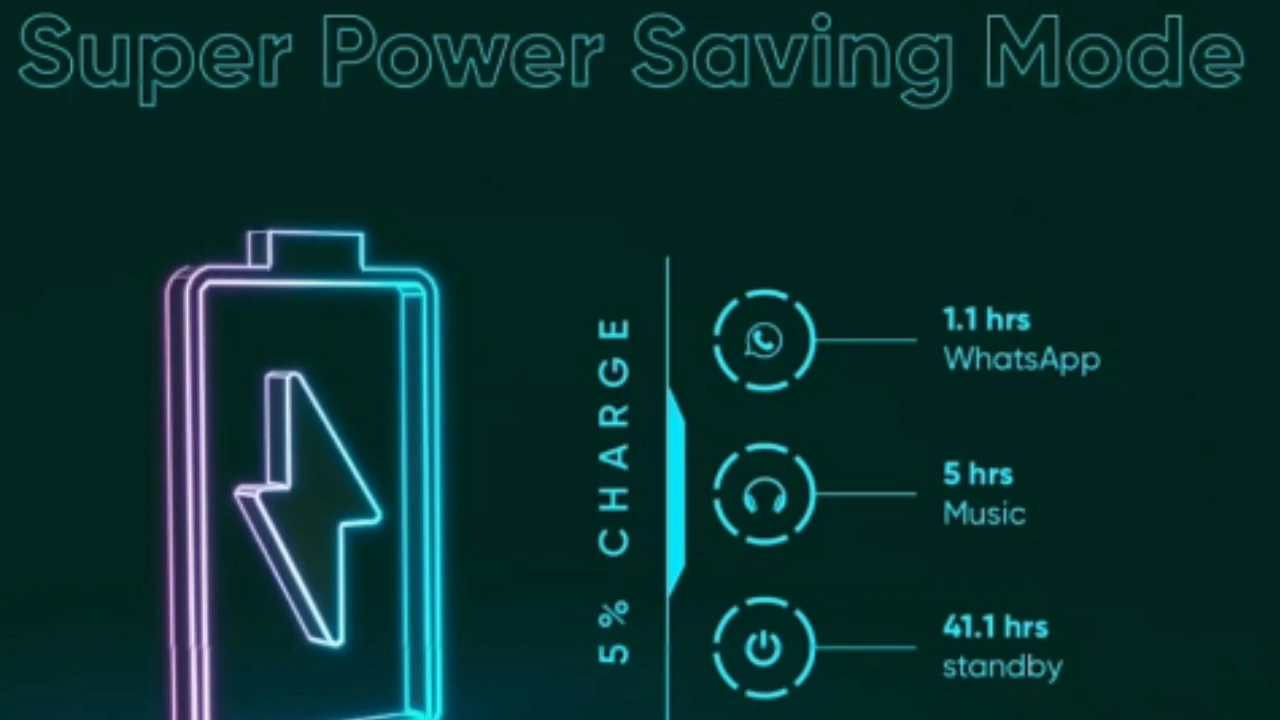 Super Power Saving Mode
5% CHARGE
1.1 hrs
WhatsApp
5 hrs
Music
41.1 hrs
standby